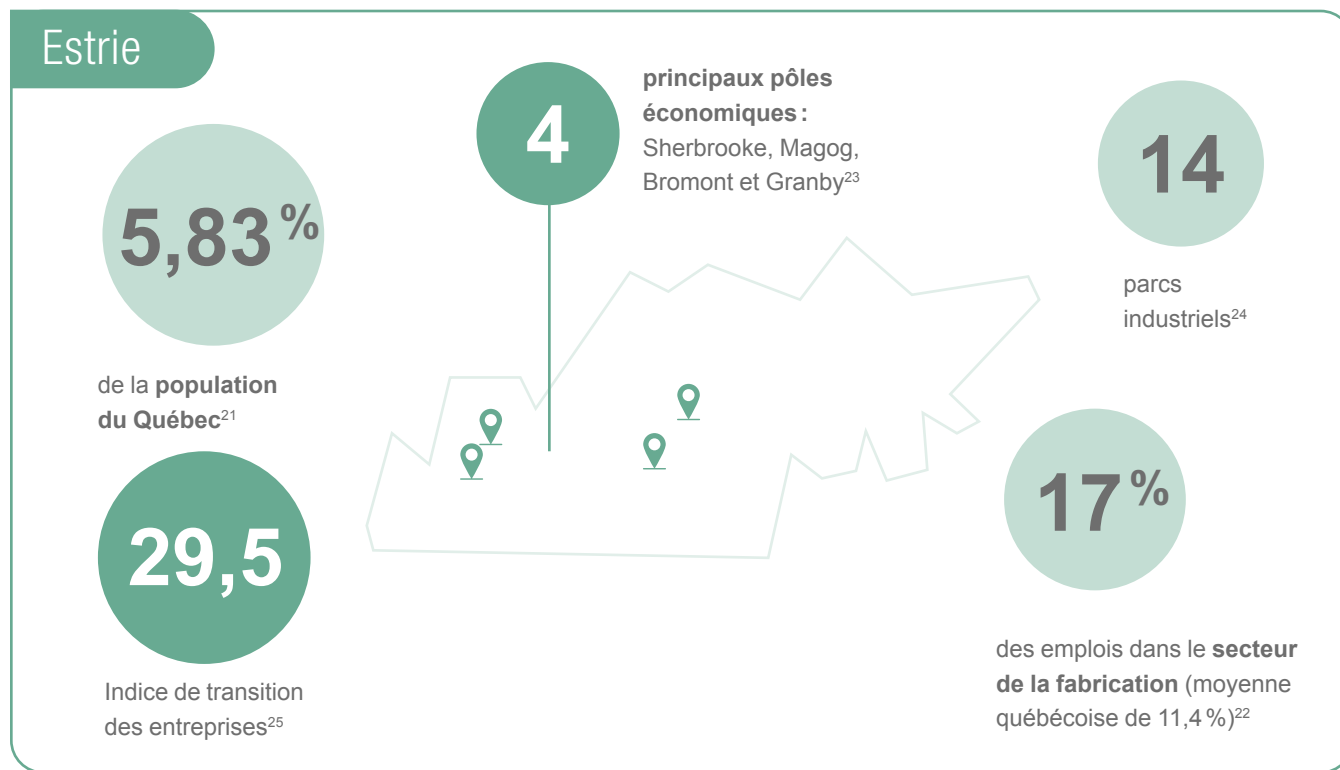 Estrie
5,83 %
de la population
du Québec21
29,5
Indice de transition
des entreprises25
4
principaux pôles
économiques :
Sherbrooke, Magog,
Bromont et Granby23
14
parcs
industriels24
17 %
des emplois dans le secteur
de la fabrication (moyenne
québécoise de 11,4 %)22